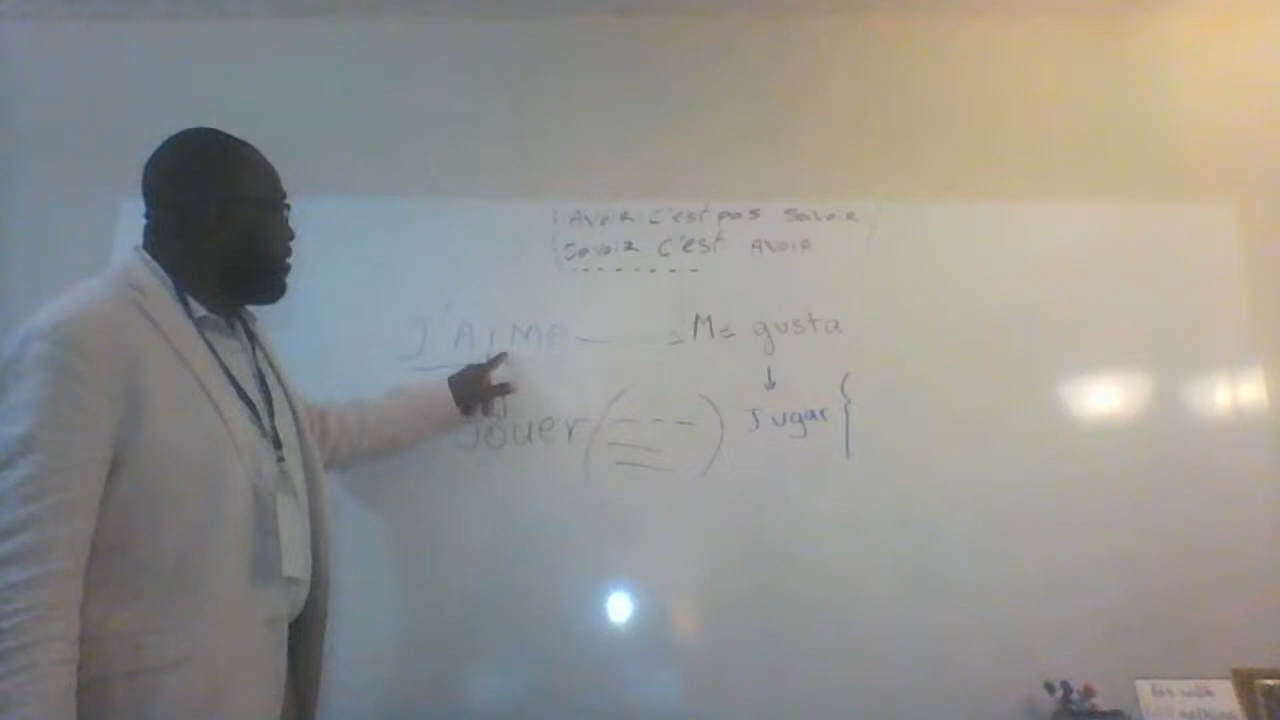 Avoir c'est pas savoir
Savoir c'est Avoir
J'AiMe = Me gusta
Jouer ( --- ) Jugar {